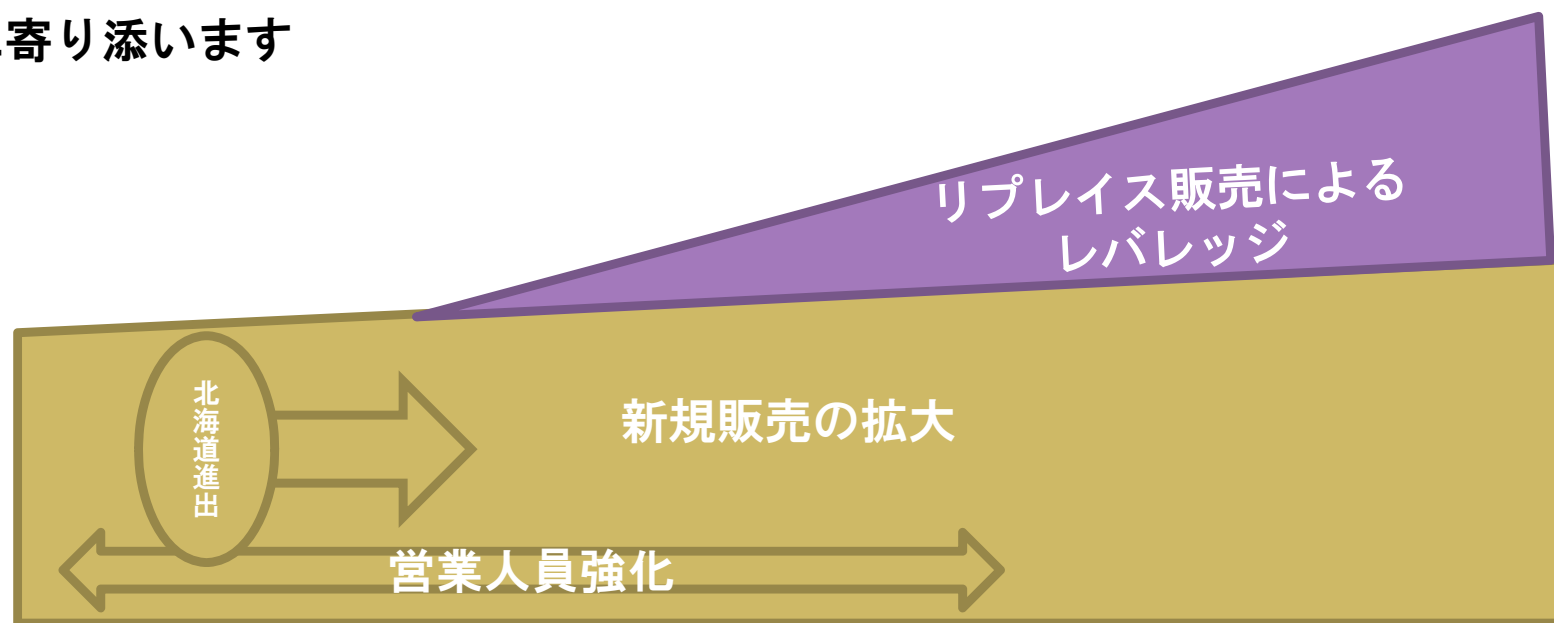 寄り添います
リプレイス販売による
レバレッジ
北海道進出
新規販売の拡大
営業人員強化